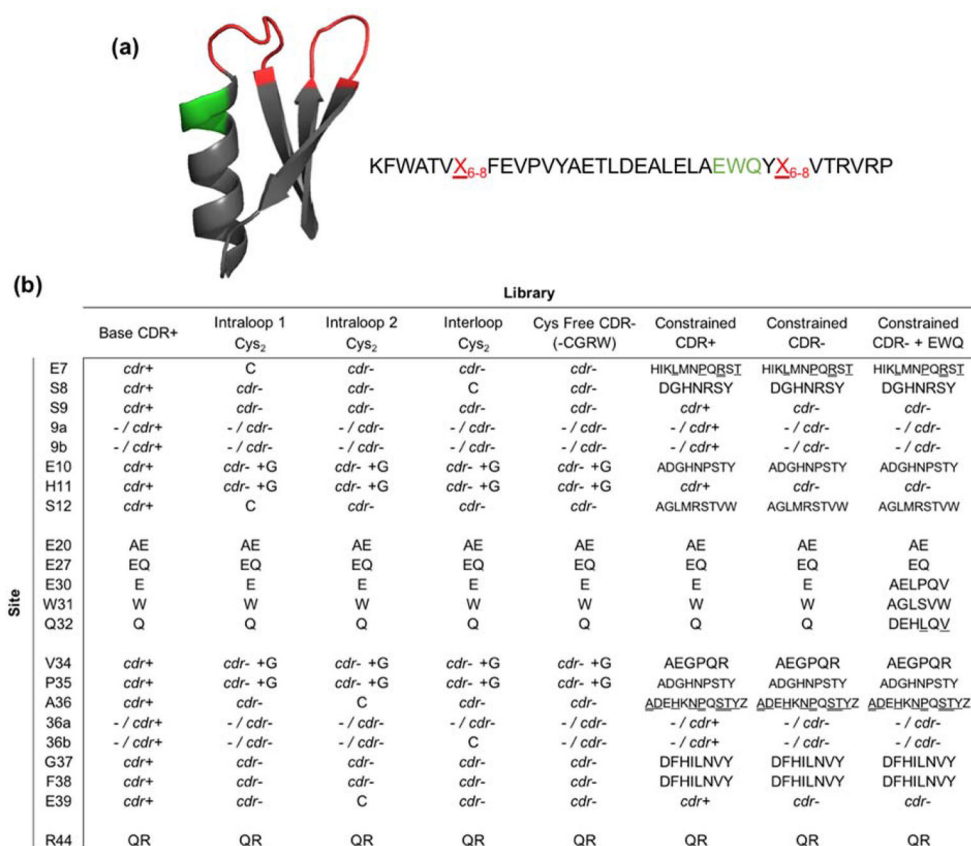 (a)
KFWATVX6-8FEVPVYAETLDEALELAEWQYX6-8VTRVRP
(b)
Library
Base CDR+ Intraloop 1 Cys2 Intraloop 2 Cys2 Interloop Cys2 Cys Free CDR- (-CGRW) Constrained CDR+ Constrained CDR- Constrained CDR- + EWQ
Site
E7 cdr+ C cdr- cdr- cdr- HIKLMNPQRST HIKLMNPQRST HIKLMNPQRST
S8 cdr+ cdr- cdr- C cdr- DGHNRSY DGHNRSY DGHNRSY
S9 cdr+ cdr- cdr- cdr- cdr- cdr+ cdr- cdr-
9a - / cdr+ - / cdr- - / cdr- - / cdr- - / cdr- - / cdr+ - / cdr- - / cdr-
9b - / cdr+ - / cdr- - / cdr- - / cdr- - / cdr- - / cdr+ - / cdr- - / cdr-
E10 cdr+ cdr- +G cdr- +G cdr- +G cdr- +G ADGHNPSTY ADGHNPSTY ADGHNPSTY
H11 cdr+ cdr- +G cdr- +G cdr- +G cdr- +G cdr+ cdr- cdr-
S12 cdr+ C cdr- cdr- cdr- AGLMRSTVW AGLMRSTVW AGLMRSTVW
E20 AE AE AE AE AE AE AE AE
E27 EQ EQ EQ EQ EQ EQ EQ EQ
E30 E E E E E E E AELPQV
W31 W W W W W W W AGLSVW
Q32 Q Q Q Q Q Q Q DEHLQV
V34 cdr+ cdr- +G cdr- +G cdr- +G cdr- +G AEGPQR AEGPQR AEGPQR
P35 cdr+ cdr- +G cdr- +G cdr- +G cdr- +G ADGHNPSTY ADGHNPSTY ADGHNPSTY
A36 cdr+ cdr- C cdr- cdr- ADEHKNPQSTYZ ADEHKNPQSTYZ ADEHKNPQSTYZ
36a - / cdr+ - / cdr- - / cdr- - / cdr- - / cdr- - / cdr+ - / cdr- - / cdr-
36b - / cdr+ - / cdr- - / cdr- C - / cdr- - / cdr+ - / cdr- - / cdr-
G37 cdr+ cdr- cdr- cdr- cdr- DFHILNVY DFHILNVY DFHILNVY
F38 cdr+ cdr- cdr- cdr- cdr- DFHILNVY DFHILNVY DFHILNVY
E39 cdr+ cdr- C cdr- cdr- cdr+ cdr- cdr-
R44 QR QR QR QR QR QR QR QR